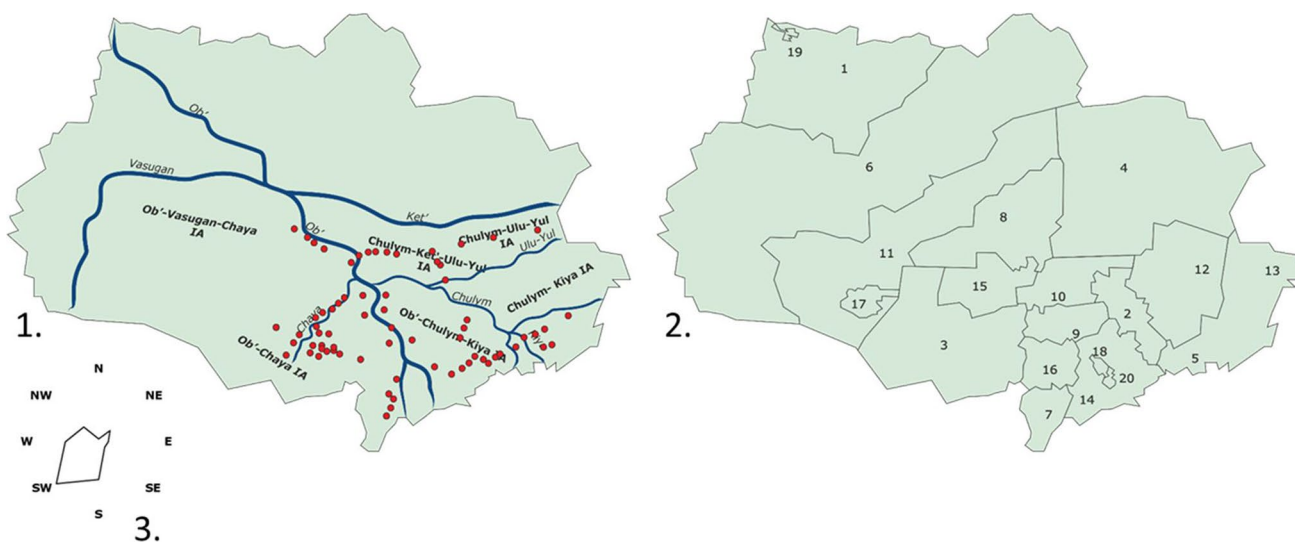 Ob'
Vasugan
Ob'-Vasugan-Chaya
IA
Ob'
Ket'
Chulym-Ulu-Yul
IA
Ulu-Yul
Chulym-Ket'-Ulu-Yul
IA
Chulym
Chulym- Kiya IA
Chaya
Ob'-Chulym-Kiya IA
Ob'-Chaya IA
1.
N
NW
NE
W
E
SW
SE
S
3.
19
1
6
4
8
11
12
13
15
10
17
2
9
3
18
5
16
20
14
7
2.